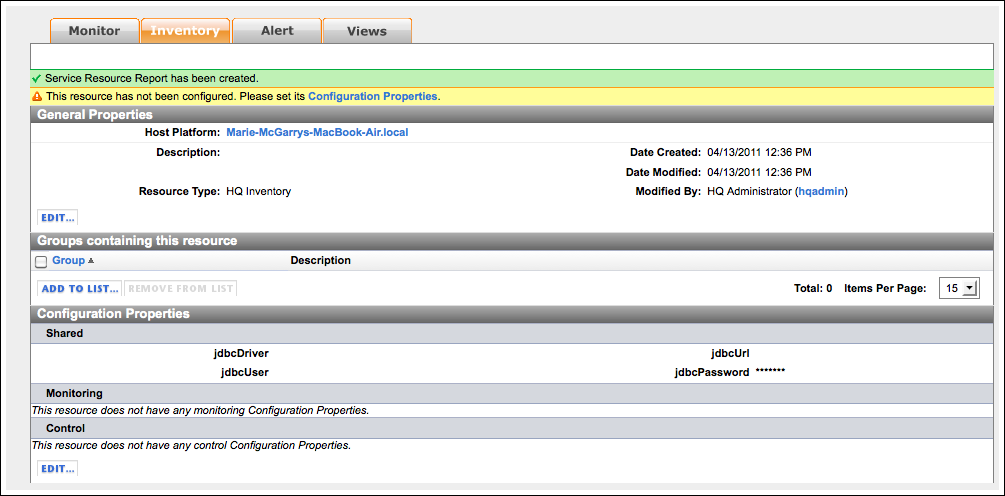 Monitor Inventory Alert Views
Service Resource Report has been created.
This resource has not been configured. Please set its Configuration Properties.
General Properties
Host Platform: Marie-McGarrys-MacBook-Air.local
Description: Date Created: 04/13/2011 12:36 PM
Date Modified: 04/13/2011 12:36 PM
Resource Type: HQ Inventory Modified By: HQ Administrator (hqadmin)
EDIT...
Groups containing this resource
Group Description
ADD TO LIST... REMOVE FROM LIST Total: 0 Items Per Page: 15
Configuration Properties
Shared
jdbcDriver jdbcUrl
jdbcUser jdbcPassword *******
Monitoring
This resource does not have any monitoring Configuration Properties.
Control
This resource does not have any control Configuration Properties.
EDIT...